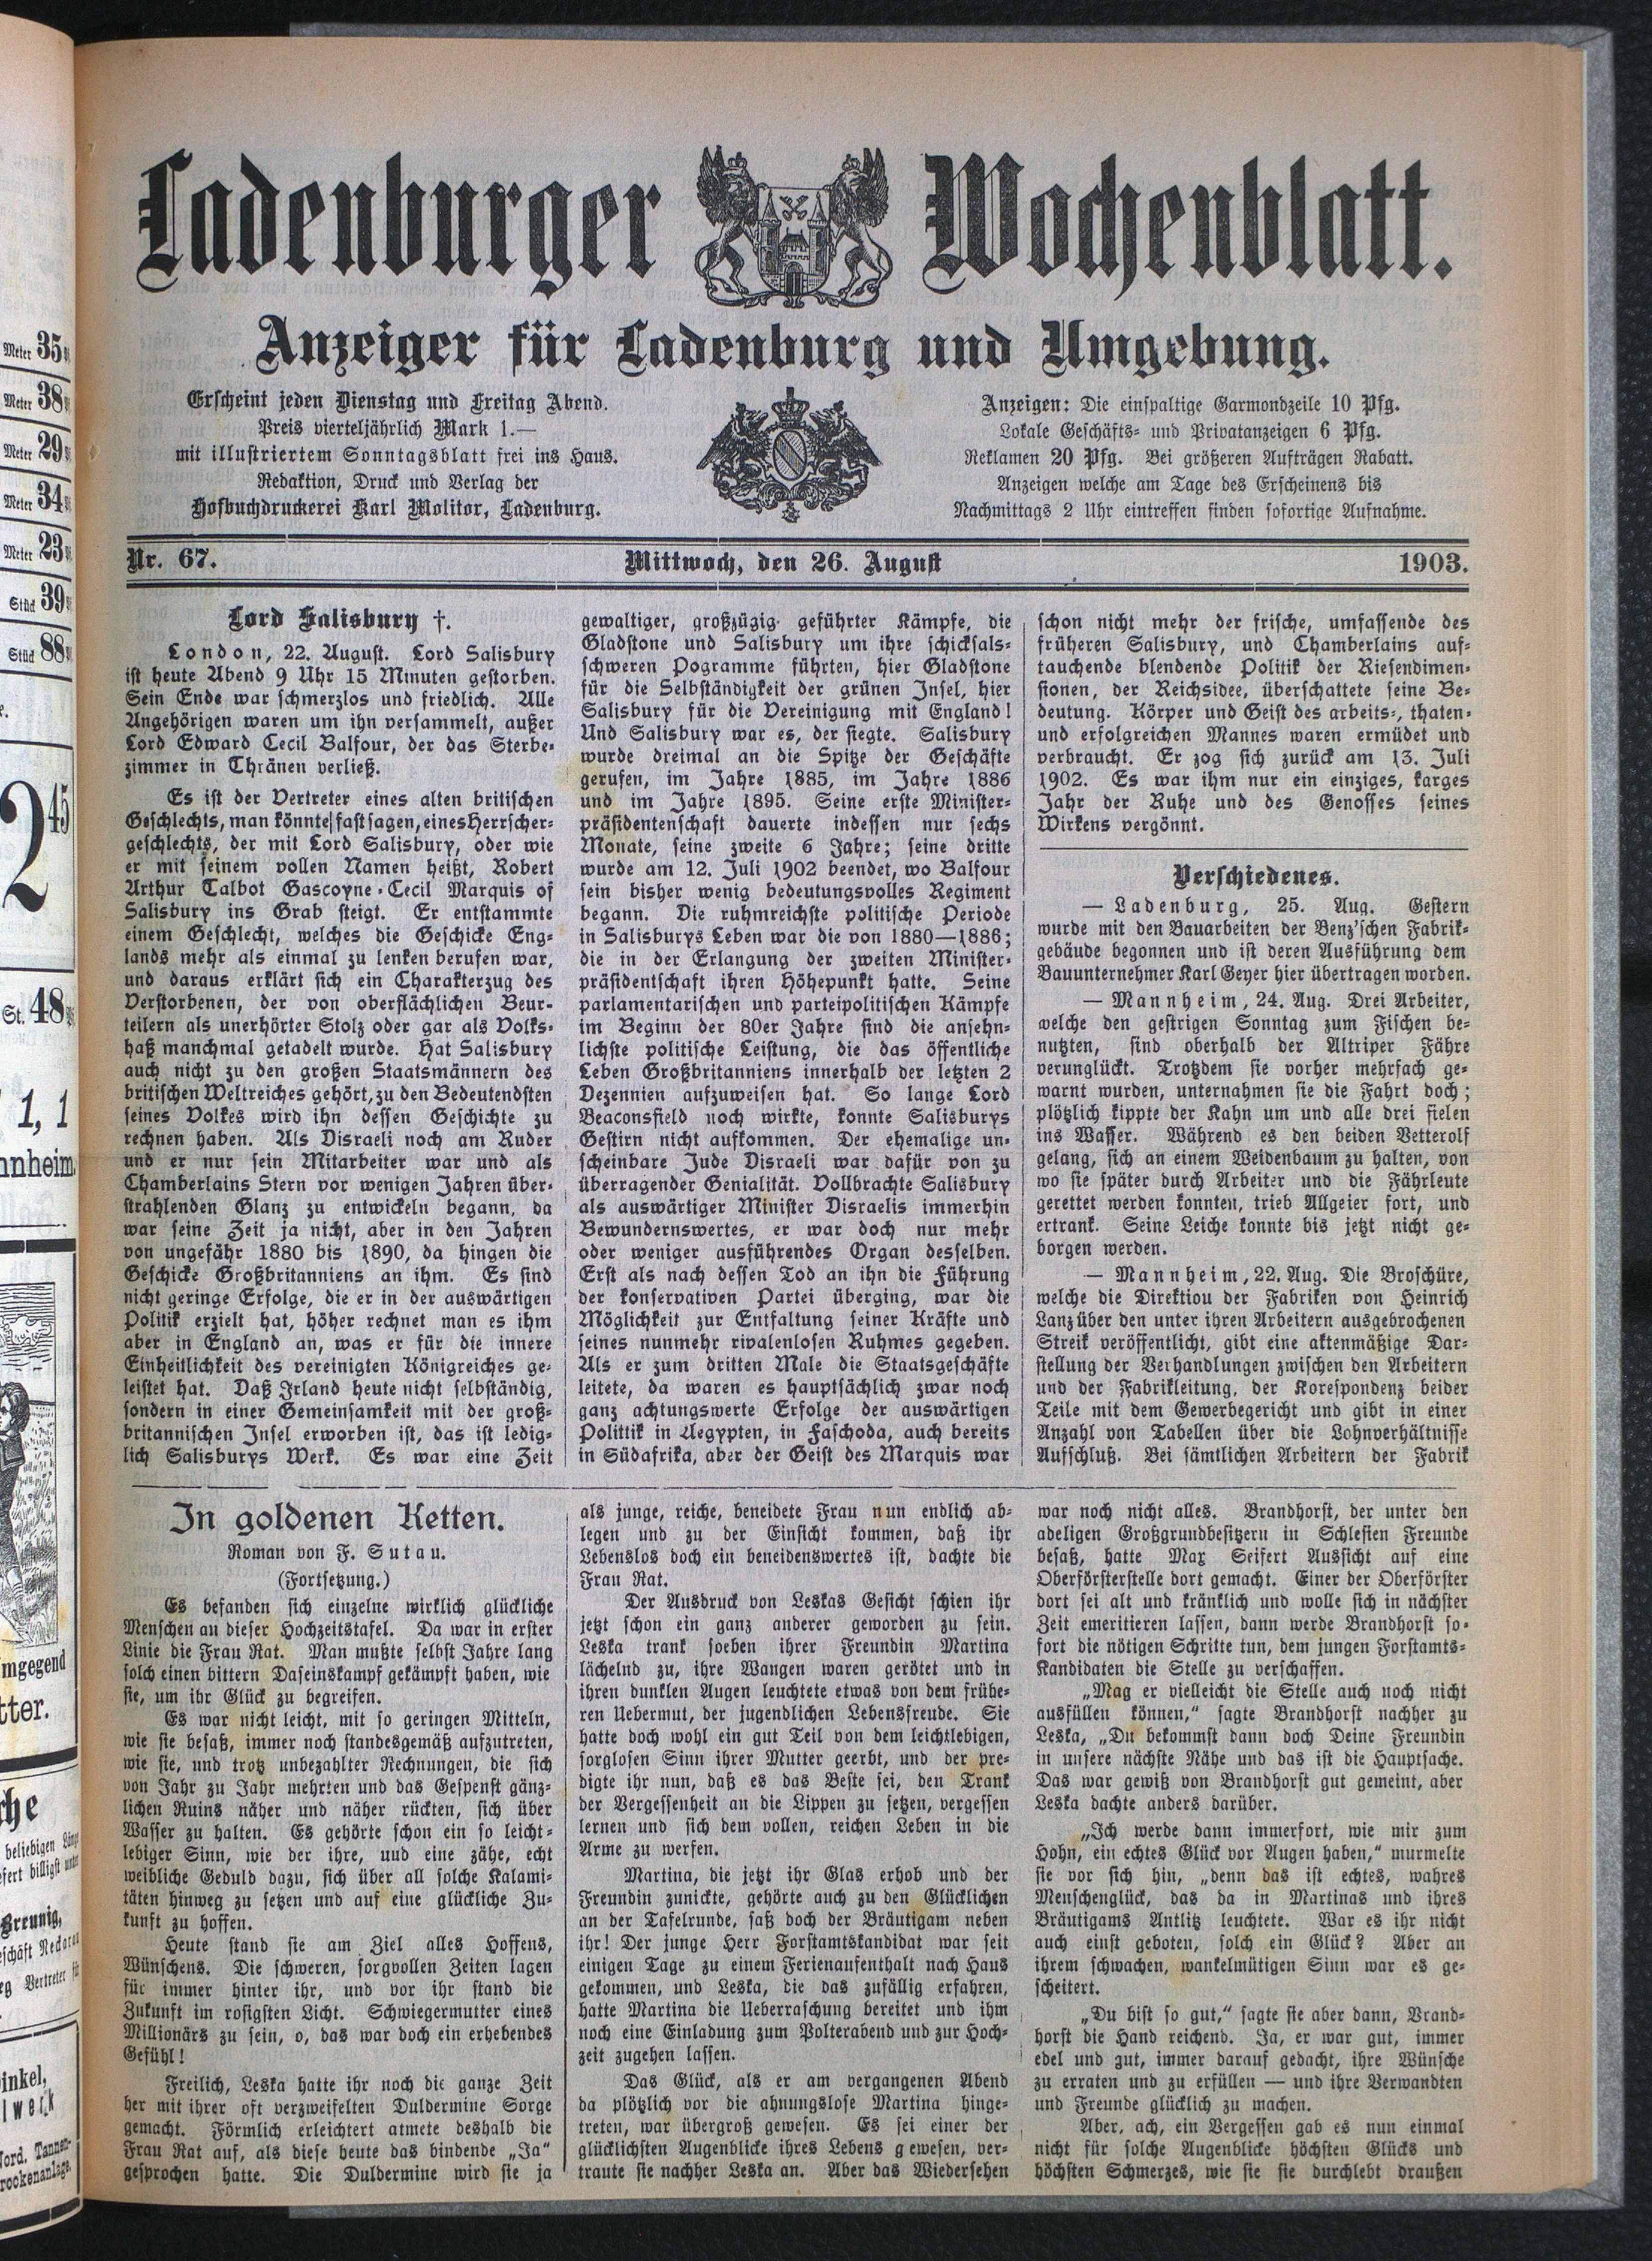 Ladenburger Wochenblatt.
Anzeiger für Ladenburg und Umgebung.
Erscheint jeden Dienstag und Freitag Abend.
Preis vierteljährlich Mark 1.—
mit illustriertem Sonntagsblatt frei ins Haus.
Redaktion, Druck und Verlag der
Hofbuchdruckerei Karl Molitor, Ladenburg.
Anzeigen: Die einspaltige Garmondzeile 10 Pfg.
Lokale Geschäfts- und Privatanzeigen 6 Pfg.
Reklamen 20 Pfg. Bei größeren Aufträgen Rabatt.
Anzeigen welche am Tage des Erscheinens bis
Nachmittags 2 Uhr eintreffen finden sofortige Aufnahme.
Nr. 67. Mittwoch, den 26. August 1903.
Lord Salisbury †.
London, 22. August. Lord Salisbury
ist heute Abend 9 Uhr 15 Minuten gestorben.
Sein Ende war schmerzlos und friedlich. Alle
Angehörigen waren um ihn versammelt, außer
Lord Edward Cecil Balfour, der das Sterbe-
zimmer in Thränen verließ.
Es ist der Vertreter eines alten britischen
Geschlechts, man könnte fast sagen, eines Herrscher-
geschlechts, der mit Lord Salisbury, oder wie
er mit seinem vollen Namen heißt, Robert
Arthur Talbot Gascoyne-Cecil Marquis of
Salisbury ins Grab steigt. Er entstammte
einem Geschlecht, welches die Geschicke Eng-
lands mehr als einmal zu lenken berufen war,
und daraus erklärt sich ein Charakterzug des
Verstorbenen, der von oberflächlichen Beur-
teilern als unerhörter Stolz oder gar als Volks-
haß manchmal getadelt wurde. Hat Salisbury
auch nicht zu den großen Staatsmännern des
britischen Weltreiches gehört, zu den Bedeutendsten
seines Volkes wird ihn dessen Geschichte zu
rechnen haben. Als Disraeli noch am Ruder
und er nur sein Mitarbeiter war und als
Chamberlains Stern vor wenigen Jahren über-
strahlenden Glanz zu entwickeln begann, da
war seine Zeit ja nicht, aber in den Jahren
von ungefähr 1880 bis 1890, da hingen die
Geschicke Großbritanniens an ihm. Es sind
nicht geringe Erfolge, die er in der auswärtigen
Politik erzielt hat, höher rechnet man es ihm
aber in England an, was er für die innere
Einheitlichkeit des vereinigten Königreiches ge-
leistet hat. Daß Irland heute nicht selbständig,
sondern in einer Gemeinsamkeit mit der groß-
britannischen Insel erworben ist, das ist ledig-
lich Salisburys Werk. Es war eine Zeit
gewaltiger, großzügig geführter Kämpfe, die
Gladstone und Salisbury um ihre schicksals-
schweren Pogramme führten, hier Gladstone
für die Selbständigkeit der grünen Insel, hier
Salisbury für die Vereinigung mit England!
Und Salisbury war es, der siegte. Salisbury
wurde dreimal an die Spitze der Geschäfte
gerufen, im Jahre 1885, im Jahre 1886
und im Jahre 1895. Seine erste Minister-
präsidentenschaft dauerte indessen nur sechs
Monate, seine zweite 6 Jahre; seine dritte
wurde am 12. Juli 1902 beendet, wo Balfour
sein bisher wenig bedeutungsvolles Regiment
begann. Die ruhmreichste politische Periode
in Salisburys Leben war die von 1880—1886;
die in der Erlangung der zweiten Minister-
präsidentschaft ihren Höhepunkt hatte. Seine
parlamentarischen und parteipolitischen Kämpfe
im Beginn der 80er Jahre sind die ansehn-
lichste politische Leistung, die das öffentliche
Leben Großbritanniens innerhalb der letzten 2
Dezennien aufzuweisen hat. So lange Lord
Beaconsfield noch wirkte, konnte Salisburys
Gestirn nicht aufkommen. Der ehemalige un-
scheinbare Jude Disraeli war dafür von zu
überragender Genialität. Vollbrachte Salisbury
als auswärtiger Minister Disraelis immerhin
Bewundernswertes, er war doch nur mehr
oder weniger ausführendes Organ desselben.
Erst als nach dessen Tod an ihn die Führung
der konservativen Partei überging, war die
Möglichkeit zur Entfaltung seiner Kräfte und
seines nunmehr rivalenlosen Ruhmes gegeben.
Als er zum dritten Male die Staatsgeschäfte
leitete, da waren es hauptsächlich zwar noch
ganz achtungswerte Erfolge der auswärtigen
Polittik in Aegypten, in Faschoda, auch bereits
in Südafrika, aber der Geist des Marquis war
schon nicht mehr der frische, umfassende des
früheren Salisbury, und Chamberlains auf-
tauchende blendende Politik der Riesendimen-
sionen, der Reichsidee, überschattete seine Be-
deutung. Körper und Geist des arbeits-, thaten-
und erfolgreichen Mannes waren ermüdet und
verbraucht. Er zog sich zurück am 13. Juli
1902. Es war ihm nur ein einziges, karges
Jahr der Ruhe und des Genosses seines
Wirkens vergönnt.
Verschiedenes.
— Ladenburg, 25. Aug. Gestern
wurde mit den Bauarbeiten der Benz'schen Fabrik-
gebäude begonnen und ist deren Ausführung dem
Bauunternehmer Karl Geyer hier übertragen worden.
— Mannheim, 24. Aug. Drei Arbeiter,
welche den gestrigen Sonntag zum Fischen be-
nutzten, sind oberhalb der Altriper Fähre
verunglückt. Trotzdem sie vorher mehrfach ge-
warnt wurden, unternahmen sie die Fahrt doch;
plötzlich kippte der Kahn um und alle drei fielen
ins Wasser. Während es den beiden Vetterolf
gelang, sich an einem Weidenbaum zu halten, von
wo sie später durch Arbeiter und die Fährleute
gerettet werden konnten, trieb Allgeier fort, und
ertrank. Seine Leiche konnte bis jetzt nicht ge-
borgen werden.
— Mannheim, 22. Aug. Die Broschüre,
welche die Direktiou der Fabriken von Heinrich
Lanz über den unter ihren Arbeitern ausgebrochenen
Streik veröffentlicht, gibt eine aktenmäßige Dar-
stellung der Verhandlungen zwischen den Arbeitern
und der Fabrikleitung, der Korespondenz beider
Teile mit dem Gewerbegericht und gibt in einer
Anzahl von Tabellen über die Lohnverhältnisse
Aufschluß. Bei sämtlichen Arbeitern der Fabrik
In goldenen Ketten.
Roman von F. Sutau.
(Fortsetzung.)
Es befanden sich einzelne wirklich glückliche
Menschen an dieser Hochzeitstafel. Da war in erster
Linie die Frau Rat. Man mußte selbst Jahre lang
solch einen bittern Daseinskampf gekämpft haben, wie
sie, um ihr Glück zu begreifen.
Es war nicht leicht, mit so geringen Mitteln,
wie sie besaß, immer noch standesgemäß aufzutreten,
wie sie, und trotz unbezahlter Rechnungen, die sich
von Jahr zu Jahr mehrten und das Gespenst gänz-
lichen Ruins näher und näher rückten, sich über
Wasser zu halten. Es gehörte schon ein so leicht-
lebiger Sinn, wie der ihre, uud eine zähe, echt
weibliche Geduld dazu, sich über all solche Kalami-
täten hinweg zu setzen und auf eine glückliche Zu-
kunft zu hoffen.
Heute stand sie am Ziel alles Hoffens,
Wünschens. Die schweren, sorgvollen Zeiten lagen
für immer hinter ihr, und vor ihr stand die
Zukunft im rosigsten Licht. Schwiegermutter eines
Millionärs zu sein, o, das war doch ein erhebendes
Gefühl!
Freilich, Leska hatte ihr noch die ganze Zeit
her mit ihrer oft verzweifelten Duldermine Sorge
gemacht. Förmlich erleichtert atmete deshalb die
Frau Rat auf, als diese heute das bindende „Ja“
gesprochen hatte. Die Duldermine wird sie ja
als junge, reiche, beneidete Frau nun endlich ab-
legen und zu der Einsicht kommen, daß ihr
Lebenslos doch ein beneidenswertes ist, dachte die
Frau Rat.
Der Ausdruck von Leskas Gesicht schien ihr
jetzt schon ein ganz anderer geworden zu sein.
Leska trank soeben ihrer Freundin Martina
lächelnd zu, ihre Wangen waren gerötet und in
ihren dunklen Augen leuchtete etwas von dem frühe-
ren Uebermut, der jugendlichen Lebensfreude. Sie
hatte doch wohl ein gut Teil von dem leichtlebigen,
sorglosen Sinn ihrer Mutter geerbt, und der pre-
digte ihr nun, daß es das Beste sei, den Trank
der Vergessenheit an die Lippen zu setzen, vergessen
lernen und sich dem vollen, reichen Leben in die
Arme zu werfen.
Martina, die jetzt ihr Glas erhob und der
Freundin zunickte, gehörte auch zu den Glücklichen
an der Tafelrunde, saß doch der Bräutigam neben
ihr! Der junge Herr Forstamtskandidat war seit
einigen Tage zu einem Ferienaufenthalt nach Haus
gekommen, und Leska, die das zufällig erfahren,
hatte Martina die Ueberraschung bereitet und ihm
noch eine Einladung zum Polterabend und zur Hoch-
zeit zugehen lassen.
Das Glück, als er am vergangenen Abend
da plötzlich vor die ahnungslose Martina hinge-
treten, war übergroß gewesen. Es sei einer der
glücklichsten Augenblicke ihres Lebens gewesen, ver-
traute sie nachher Leska an. Aber das Wiedersehen
war noch nicht alles. Brandhorst, der unter den
adeligen Großgrundbesitzern in Schlesien Freunde
besaß, hatte Max Seifert Aussicht auf eine
Oberförsterstelle dort gemacht. Einer der Oberförster
dort sei alt und kränklich und wolle sich in nächster
Zeit emeritieren lassen, dann werde Brandhorst so-
fort die nötigen Schritte tun, dem jungen Forstamts-
Kandidaten die Stelle zu verschaffen.
„Mag er vielleicht die Stelle auch noch nicht
ausfüllen können,“ sagte Brandhorst nachher zu
Leska, „Du bekommst dann doch Deine Freundin
in unsere nächste Nähe und das ist die Hauptsache.
Das war gewiß von Brandhorst gut gemeint, aber
Leska dachte anders darüber.
„Ich werde dann immerfort, wie mir zum
Hohn, ein echtes Glück vor Augen haben,“ murmelte
sie vor sich hin, „denn das ist echtes, wahres
Menschenglück, das da in Martinas und ihres
Bräutigams Antlitz leuchtete. War es ihr nicht
auch einst geboten, solch ein Glück? Aber an
ihrem schwachen, wankelmütigen Sinn war es ge-
scheitert.
„Du bist so gut,“ sagte sie aber dann, Brand-
horst die Hand reichend. Ja, er war gut, immer
edel und gut, immer darauf gedacht, ihre Wünsche
zu erraten und zu erfüllen — und ihre Verwandten
und Freunde glücklich zu machen.
Aber, ach, ein Vergessen gab es nun einmal
nicht für solche Augenblicke höchsten Glücks und
höchsten Schmerzes, wie sie sie durchlebt draußen
Meter 35
Meter 38
Meter 29
Meter 34
Meter 23
Stück 39
Stück 88
2 45
St. 48
1, 1
nnheim.
mgegend
tter.
che
beliebigen
Breunig,
Vertreter
inkel,
lwerk
Nord. Tannen-
rockenanlage.